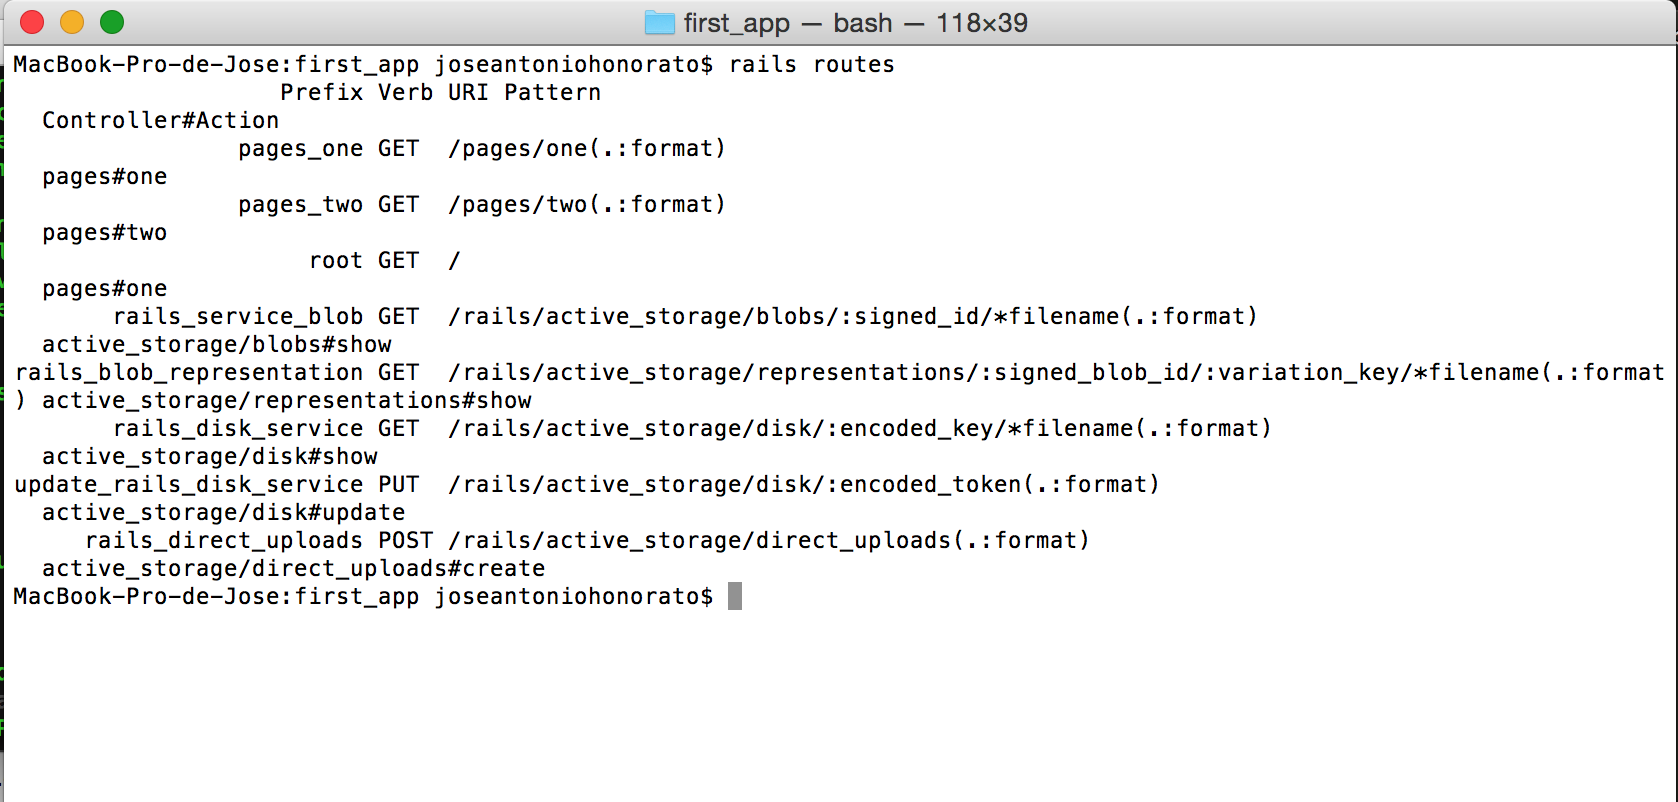 first_app — bash — 118×39
MacBook-Pro-de-Jose:first_app joseantoniohonorato$ rails routes
Prefix Verb URI Pattern
Controller#Action
pages_one GET /pages/one(.:format)
pages#one
pages_two GET /pages/two(.:format)
pages#two
root GET /
pages#one
rails_service_blob GET /rails/active_storage/blobs/:signed_id/*filename(.:format)
active_storage/blobs#show
rails_blob_representation GET /rails/active_storage/representations/:signed_blob_id/:variation_key/*filename(.:format
) active_storage/representations#show
rails_disk_service GET /rails/active_storage/disk/:encoded_key/*filename(.:format)
active_storage/disk#show
update_rails_disk_service PUT /rails/active_storage/disk/:encoded_token(.:format)
active_storage/disk#update
rails_direct_uploads POST /rails/active_storage/direct_uploads(.:format)
active_storage/direct_uploads#create
MacBook-Pro-de-Jose:first_app joseantoniohonorato$